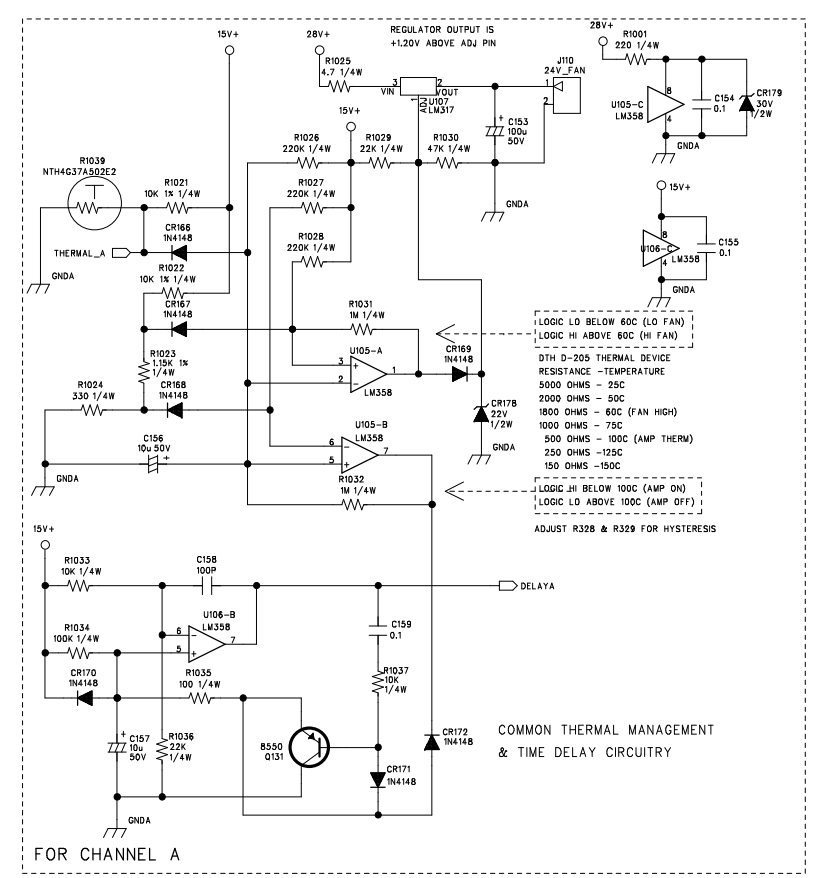 REGULATOR OUTPUT IS
+1.20V ABOVE ADJ PIN
15V+
28V+
R1025
4.7 1/4W
3
VIN
2
VOUT
1
ADJ
U107
LM317
J110
24V_FAN
1
2
C153
100u
50V
+
GNDA
28V+
R1001
220 1/4W
8
U105-C
LM358
4
C154
0.1
CR179
30V
1/2W
GNDA
15V+
R1026
220K 1/4W
R1029
22K 1/4W
R1030
47K 1/4W
R1039
NTH4G37A502E2
T
R1021
10K 1% 1/4W
R1027
220K 1/4W
15V+
CR166
1N4148
THERMAL_A
R1028
220K 1/4W
8
U106-C
LM358
4
C155
0.1
GNDA
R1022
10K 1% 1/4W
GNDA
CR167
1N4148
R1031
1M 1/4W
LOGIC LO BELOW 60C (LO FAN)
LOGIC HI ABOVE 60C (HI FAN)
R1023
1.15K 1%
1/4W
3
+
2
−
1
U105-A
LM358
CR169
1N4148
DTH D-205 THERMAL DEVICE
RESISTANCE -TEMPERATURE
5000 OHMS - 25C
2000 OHMS - 50C
1800 OHMS - 60C (FAN HIGH)
1000 OHMS - 75C
500 OHMS - 100C (AMP THERM)
250 OHMS -125C
150 OHMS -150C
R1024
330 1/4W
CR168
1N4148
CR178
22V
1/2W
GNDA
C156
10u 50V
+
6
−
5
+
7
U105-B
LM358
GNDA
R1032
1M 1/4W
LOGIC HI BELOW 100C (AMP ON)
LOGIC LO ABOVE 100C (AMP OFF)
ADJUST R328 & R329 FOR HYSTERESIS
15V+
R1033
10K 1/4W
C158
100P
DELAYA
R1034
100K 1/4W
6
−
5
+
7
U106-B
LM358
C159
0.1
CR170
1N4148
R1035
100 1/4W
R1037
10K
1/4W
C157
10u
50V
+
R1036
22K
1/4W
8550
Q131
CR172
1N4148
CR171
1N4148
COMMON THERMAL MANAGEMENT
& TIME DELAY CIRCUITRY
GNDA
FOR CHANNEL A